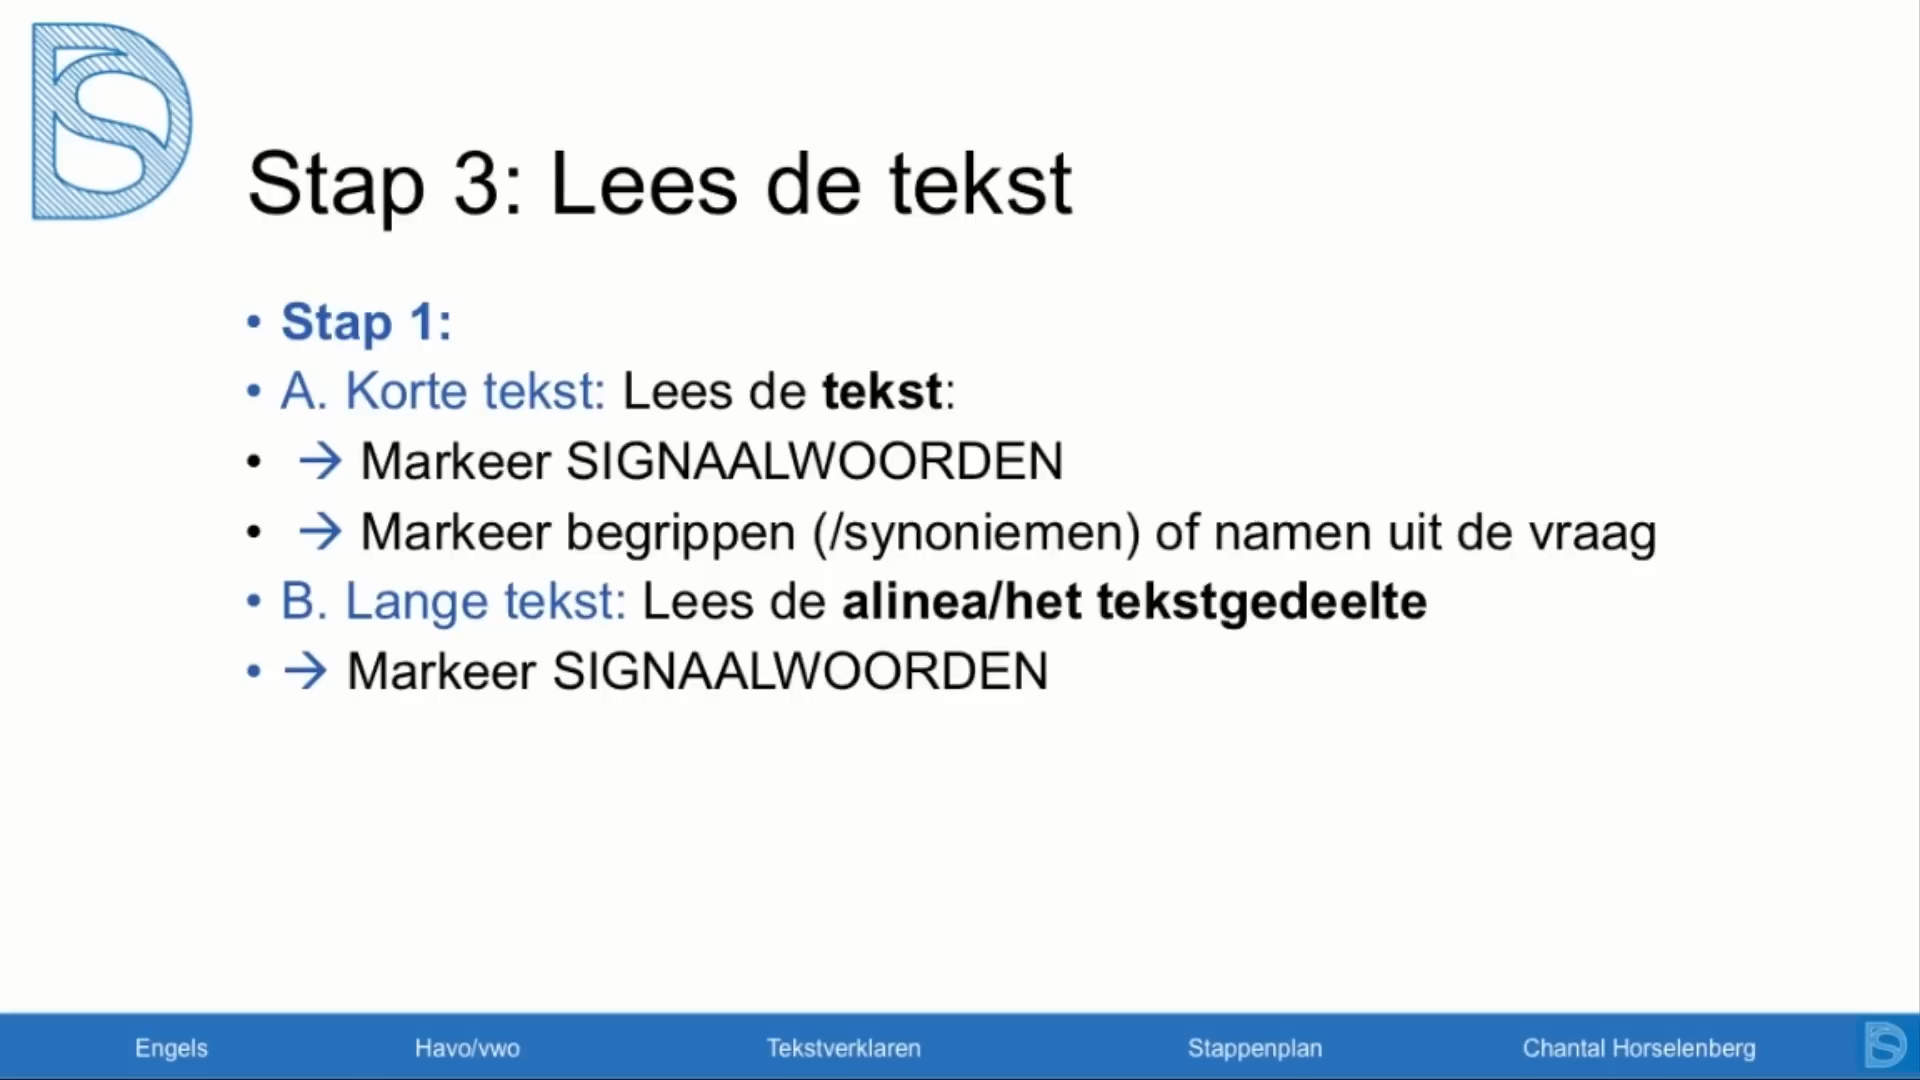 Stap 3: Lees de tekst
• Stap 1:
• A. Korte tekst: Lees de tekst:
• → Markeer SIGNAALWOORDEN
• → Markeer begrippen (/synoniemen) of namen uit de vraag
• B. Lange tekst: Lees de alinea/het tekstgedeelte
• → Markeer SIGNAALWOORDEN
Engels Havo/vwo Tekstverklaren Stappenplan Chantal Horselenberg